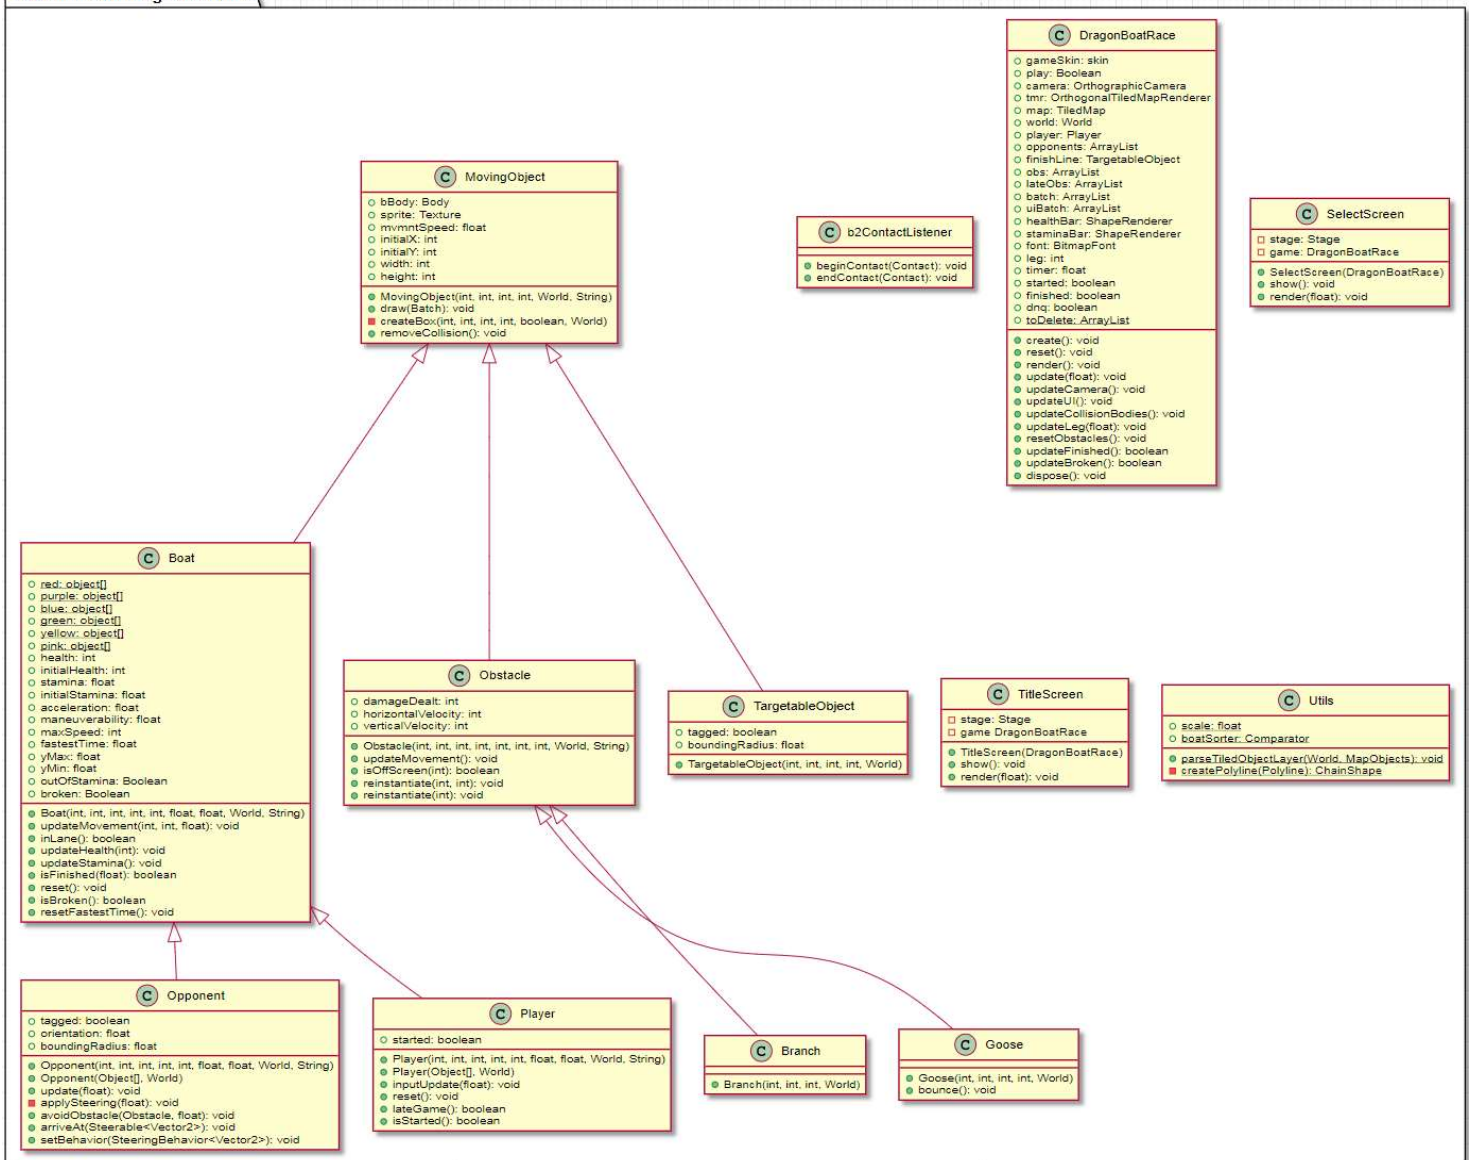 C DragonBoatRace
gameSkin: skin
play: Boolean
camera: OrthographicCamera
tmr: OrthogonalTiledMapRenderer
map: TiledMap
world: World
player: Player
opponents: ArrayList
finishLine: TargetableObject
obs: ArrayList
lateObs: ArrayList
batch: ArrayList
uiBatch: ArrayList
healthBar: ShapeRenderer
staminaBar: ShapeRenderer
font: BitmapFont
leg: int
timer: float
started: boolean
finished: boolean
dnq: boolean
toDelete: ArrayList
create(): void
reset(): void
render(): void
update(float): void
updateCamera(): void
updateUI(): void
updateCollisionBodies(): void
updateLeg(float): void
resetObstacles(): void
updateFinished(): boolean
updateBroken(): boolean
dispose(): void
C MovingObject
bBody: Body
sprite: Texture
mvmntSpeed: float
initialX: int
initialY: int
width: int
height: int
MovingObject(int, int, int, int, World, String)
draw(Batch): void
createBox(int, int, int, int, boolean, World)
removeCollision(): void
C b2ContactListener
beginContact(Contact): void
endContact(Contact): void
C SelectScreen
stage: Stage
game: DragonBoatRace
SelectScreen(DragonBoatRace)
show(): void
render(float): void
C Boat
red: object[]
purple: object[]
blue: object[]
green: object[]
yellow: object[]
pink: object[]
health: int
initialHealth: int
stamina: float
initialStamina: float
acceleration: float
maneuverability: float
maxSpeed: int
fastestTime: float
yMax: float
yMin: float
outOfStamina: Boolean
broken: Boolean
Boat(int, int, int, int, int, float, float, World, String)
updateMovement(int, int, float): void
inLane(): boolean
updateHealth(int): void
updateStamina(): void
isFinished(float): boolean
reset(): void
isBroken(): boolean
resetFastestTime(): void
C Obstacle
damageDealt: int
horizontalVelocity: int
verticalVelocity: int
Obstacle(int, int, int, int, int, int, int, World, String)
updateMovement(): void
isOffScreen(int): boolean
reinstantiate(int, int): void
reinstantiate(int): void
C TargetableObject
tagged: boolean
boundingRadius: float
TargetableObject(int, int, int, int, World)
C TitleScreen
stage: Stage
game DragonBoatRace
TitleScreen(DragonBoatRace)
show(): void
render(float): void
C Utils
scale: float
boatSorter: Comparator
parseTiledObjectLayer(World, MapObjects): void
createPolyline(Polyline): ChainShape
C Opponent
tagged: boolean
orientation: float
boundingRadius: float
Opponent(int, int, int, int, int, float, float, World, String)
Opponent(Object[], World)
update(float): void
applySteering(float): void
avoidObstacle(Obstacle, float): void
arriveAt(Steerable<Vector2>): void
setBehavior(SteeringBehavior<Vector2>): void
C Player
started: boolean
Player(int, int, int, int, int, float, float, World, String)
Player(Object[], World)
inputUpdate(float): void
reset(): void
lateGame(): boolean
isStarted(): boolean
C Branch
Branch(int, int, int, World)
C Goose
Goose(int, int, int, int, World)
bounce(): void